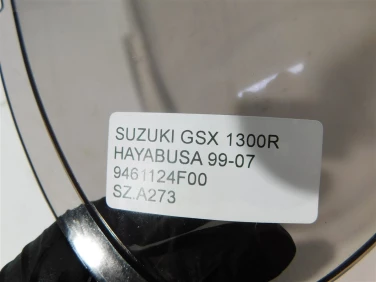 SUZUKI GSX 1300R
HAYABUSA 99-07
9461124F00
SZ.A273